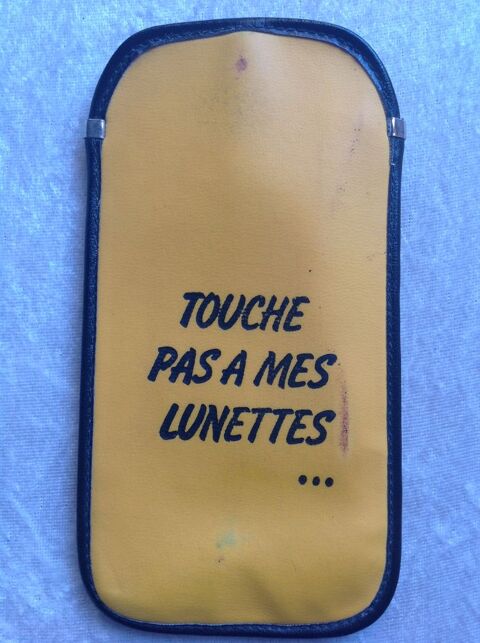 TOUCHE
PAS A MES
LUNETTES
...